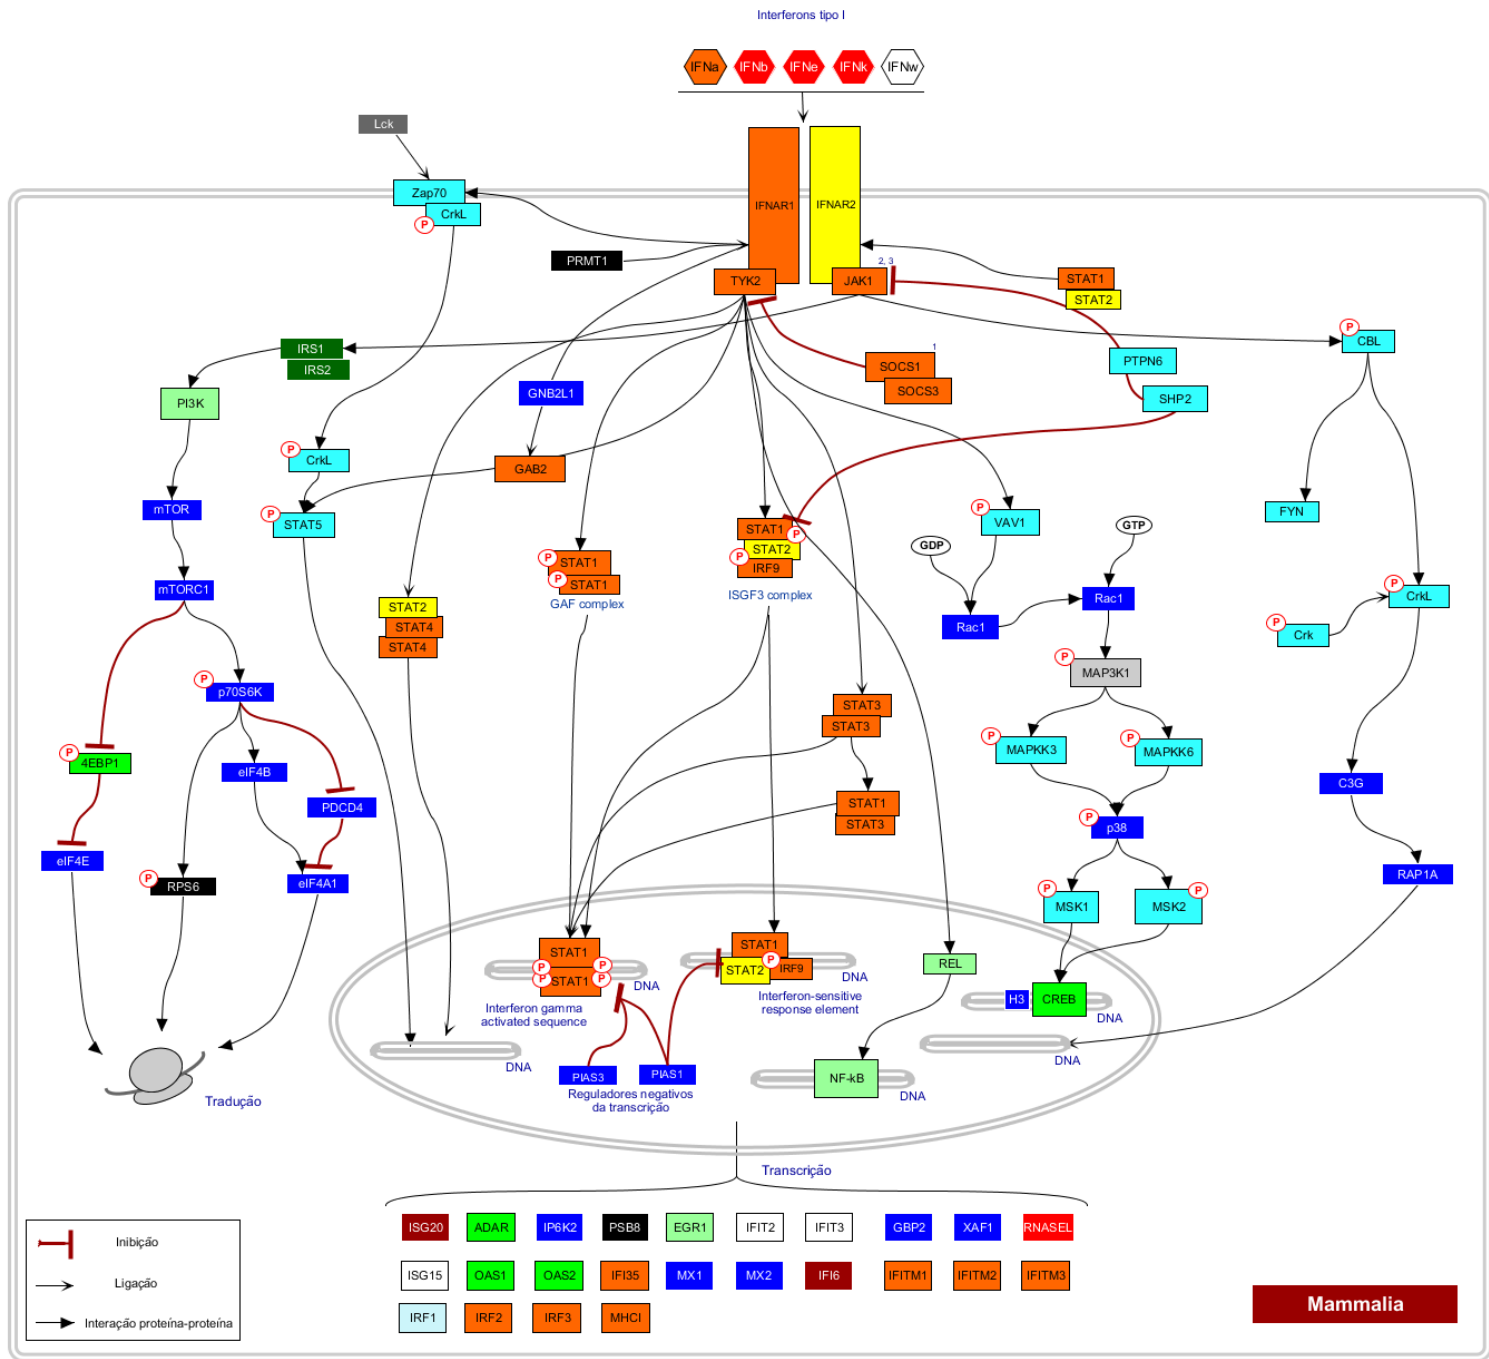 Interferons tipo I
IFNa
IFNb
IFNe
IFNk
IFNw
Lck
Zap70
CrkL
P
IFNAR1
IFNAR2
PRMT1
TYK2
JAK1
2, 3
STAT1
STAT2
IRS1
IRS2
SOCS1
1
SOCS3
PTPN6
SHP2
P
CBL
PI3K
GNB2L1
P
CrkL
GAB2
mTOR
P
STAT5
STAT1
P
STAT2
P
IRF9
ISGF3 complex
P
VAV1
GDP
GTP
FYN
P
STAT1
P
STAT1
GAF complex
mTORC1
Rac1
Rac1
P
CrkL
P
Crk
STAT2
STAT4
STAT4
P
MAP3K1
P
p70S6K
STAT3
STAT3
P
MAPKK3
P
MAPKK6
P
4EBP1
eIF4B
PDCD4
STAT1
STAT3
C3G
P
p38
eIF4E
P
RPS6
eIF4A1
RAP1A
P
MSK1
P
MSK2
STAT1
P
P
P
STAT1
P
DNA
Interferon gamma
activated sequence
STAT1
P
STAT2
IRF9
DNA
Interferon-sensitive
response element
REL
H3
CREB
DNA
DNA
DNA
PIAS3
PIAS1
Reguladores negativos
da transcrição
NF-kB
DNA
Tradução
Transcrição
ISG20
ADAR
IP6K2
PSB8
EGR1
IFIT2
IFIT3
GBP2
XAF1
RNASEL
ISG15
OAS1
OAS2
IFI35
MX1
MX2
IFI6
IFITM1
IFITM2
IFITM3
IRF1
IRF2
IRF3
MHCI
Inibição
Ligação
Interação proteína-proteína
Mammalia